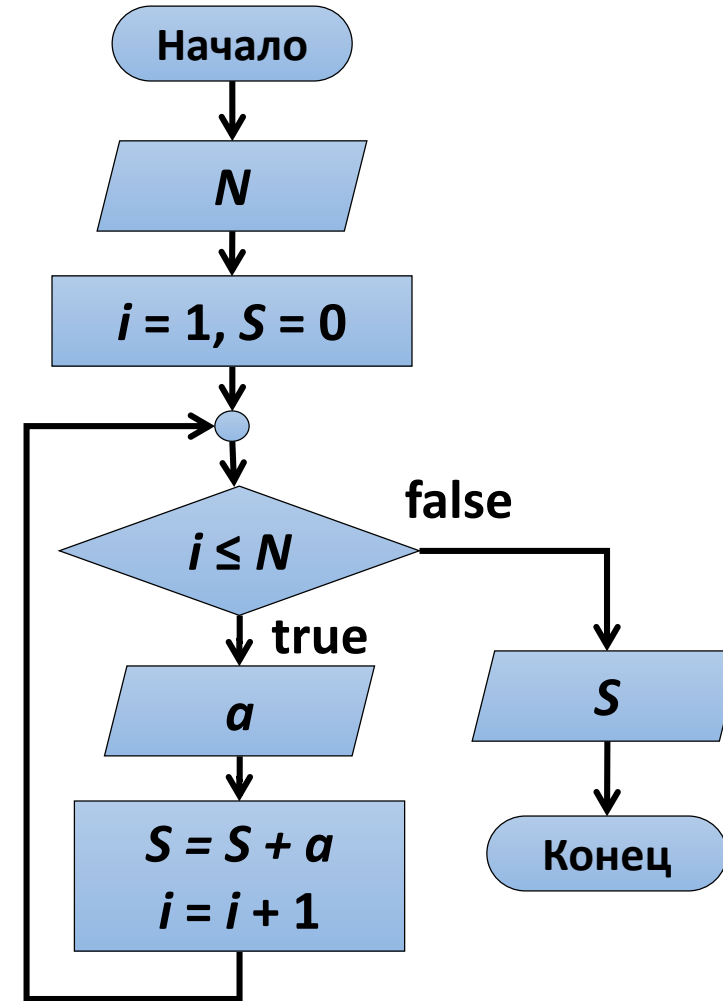 Начало
N
i = 1, S = 0
i ≤ N
false
true
a
S = S + a
i = i + 1
S
Конец